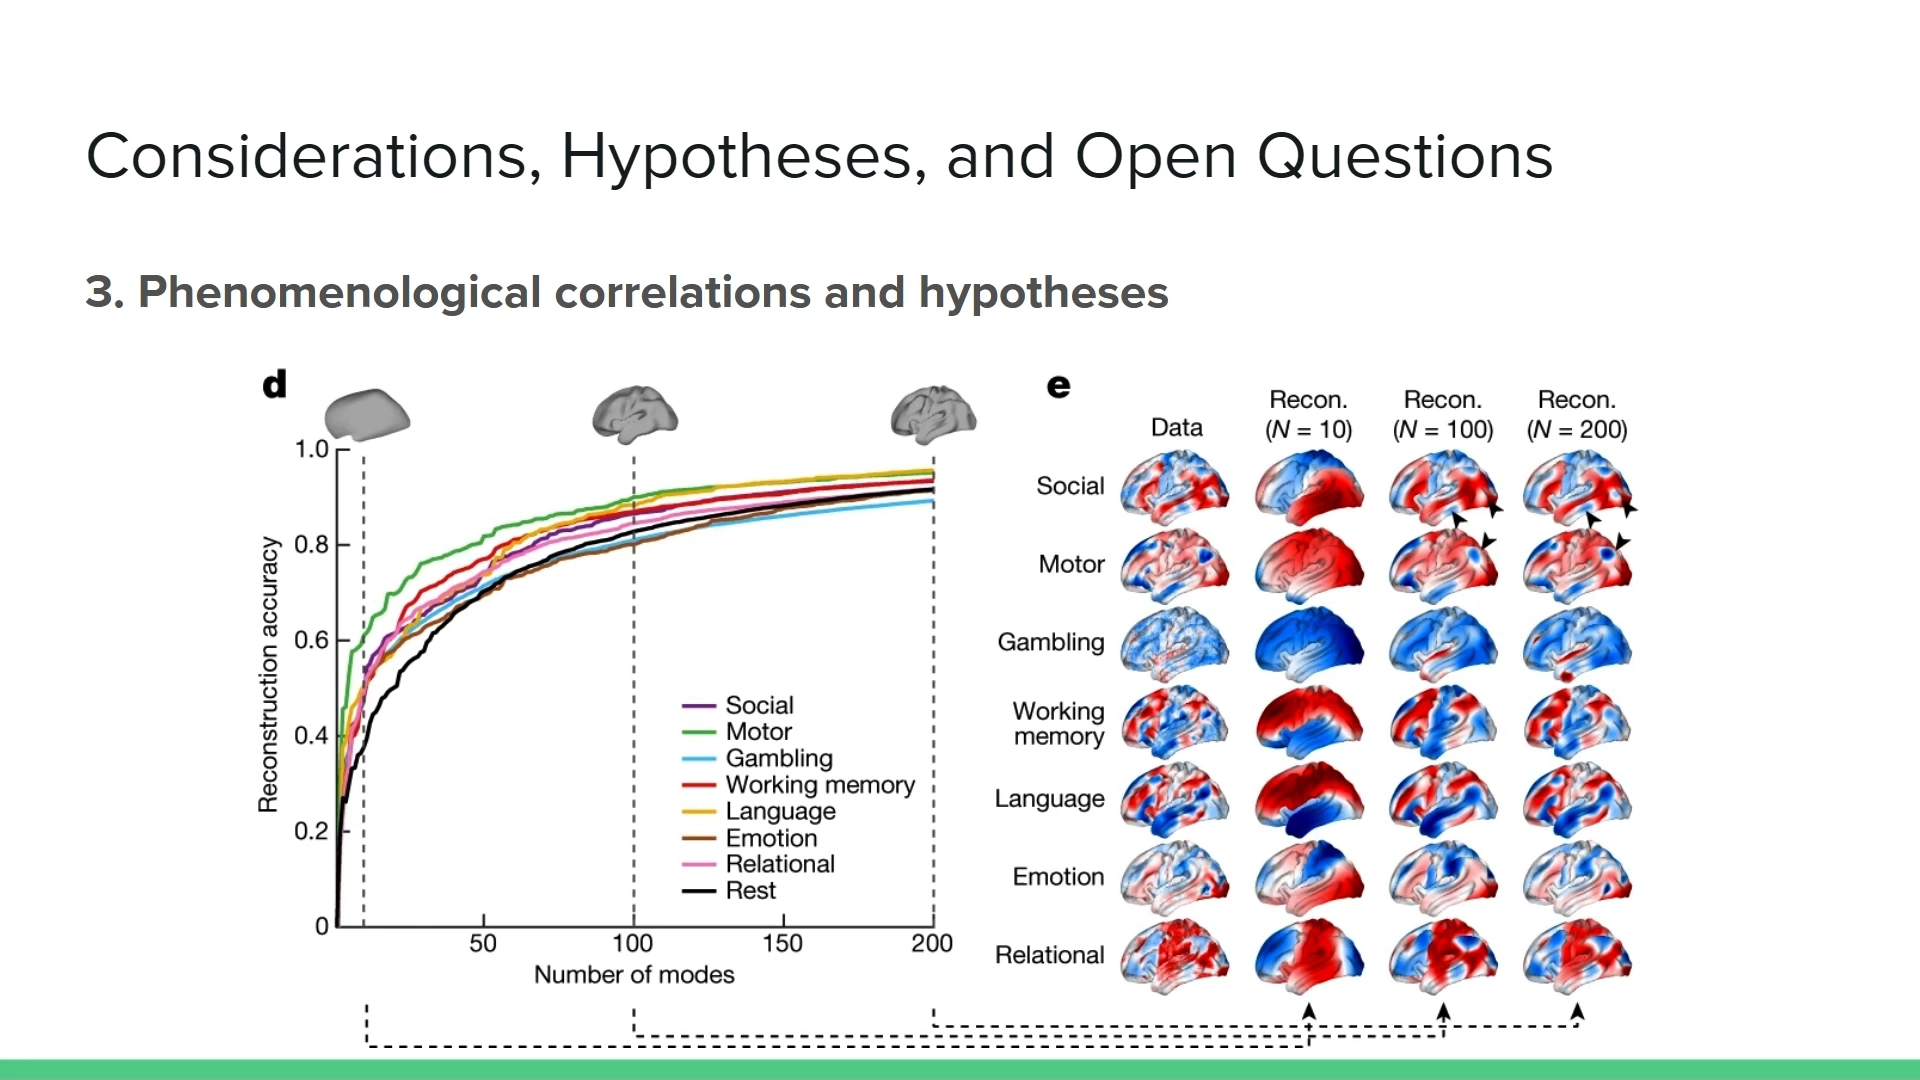 Considerations, Hypotheses, and Open Questions
3. Phenomenological correlations and hypotheses
d
1.0
0.8
0.6
0.4
0.2
0
Reconstruction accuracy
50 100 150 200
Number of modes
Social
Motor
Gambling
Working memory
Language
Emotion
Relational
Rest
e
Data
Recon.
(N = 10)
Recon.
(N = 100)
Recon.
(N = 200)
Social
Motor
Gambling
Working
memory
Language
Emotion
Relational